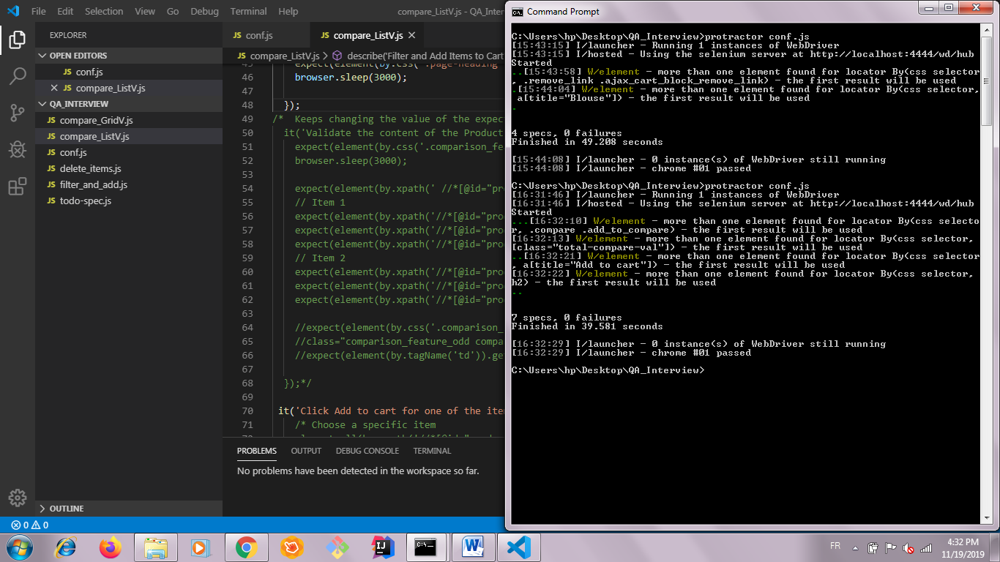 File Edit Selection View Go Debug Terminal Help compare_ListV.js - QA_Inter
EXPLORER
OPEN EDITORS
JS conf.js
JS compare_ListV.js
QA_INTERVIEW
JS compare_GridV.js
JS compare_ListV.js
JS conf.js
JS delete_items.js
JS filter_and_add.js
JS todo-spec.js
OUTLINE
JS conf.js JS compare_ListV.js
JS compare_ListV.js > describe('Filter and Add Items to Cart
45 expect(element(by.css( .page-heading
46 browser.sleep(3000);
47
48 });
49 /* Keeps changing the value of the expec
50 it('Validate the content of the Product
51 expect(element(by.css('.comparison_fea
52 browser.sleep(3000);
53
54 expect(element(by.xpath(' //*[@id="pro
55 // Item 1
56 expect(element(by.xpath('//*[@id="prod
57 expect(element(by.xpath('//*[@id="prod
58 expect(element(by.xpath('//*[@id="prod
59 // Item 2
60 expect(element(by.xpath('//*[@id="prod
61 expect(element(by.xpath('//*[@id="prod
62 expect(element(by.xpath('//*[@id="prod
63
64 //expect(element(by.css('.comparison_
65 //class="comparison_feature_odd compa
66 //expect(element(by.tagName('td')).get
67
68 });*/
69
70 it('Click Add to cart for one of the item
71 /* Choose a specific item
PROBLEMS OUTPUT DEBUG CONSOLE TERMINAL
No problems have been detected in the workspace so far.
0 0
Command Prompt
C:\Users\hp\Desktop\QA_Interview>protractor conf.js
[15:43:15] I/launcher - Running 1 instances of WebDriver
[15:43:15] I/hosted - Using the selenium server at http://localhost:4444/wd/hub
Started
..[15:43:58] W/element - more than one element found for locator By(css selector
, .remove_link .ajax_cart_block_remove_link) - the first result will be used
.[15:44:04] W/element - more than one element found for locator By(css selector,
a[title="Blouse"]) - the first result will be used
.
4 specs, 0 failures
Finished in 49.208 seconds
[15:44:08] I/launcher - 0 instance(s) of WebDriver still running
[15:44:08] I/launcher - chrome #01 passed
C:\Users\hp\Desktop\QA_Interview>protractor conf.js
[16:31:46] I/launcher - Running 1 instances of WebDriver
[16:31:46] I/hosted - Using the selenium server at http://localhost:4444/wd/hub
Started
...[16:32:10] W/element - more than one element found for locator By(css selecto
r, .compare .add_to_compare) - the first result will be used
[16:32:13] W/element - more than one element found for locator By(css selector,
[class="total-compare-val"]) - the first result will be used
..[16:32:21] W/element - more than one element found for locator By(css selector
, a[title="Add to cart"]) - the first result will be used
[16:32:22] W/element - more than one element found for locator By(css selector,
h2) - the first result will be used
..
7 specs, 0 failures
Finished in 39.581 seconds
[16:32:29] I/launcher - 0 instance(s) of WebDriver still running
[16:32:29] I/launcher - chrome #01 passed
C:\Users\hp\Desktop\QA_Interview>
FR 4:32 PM
11/19/2019